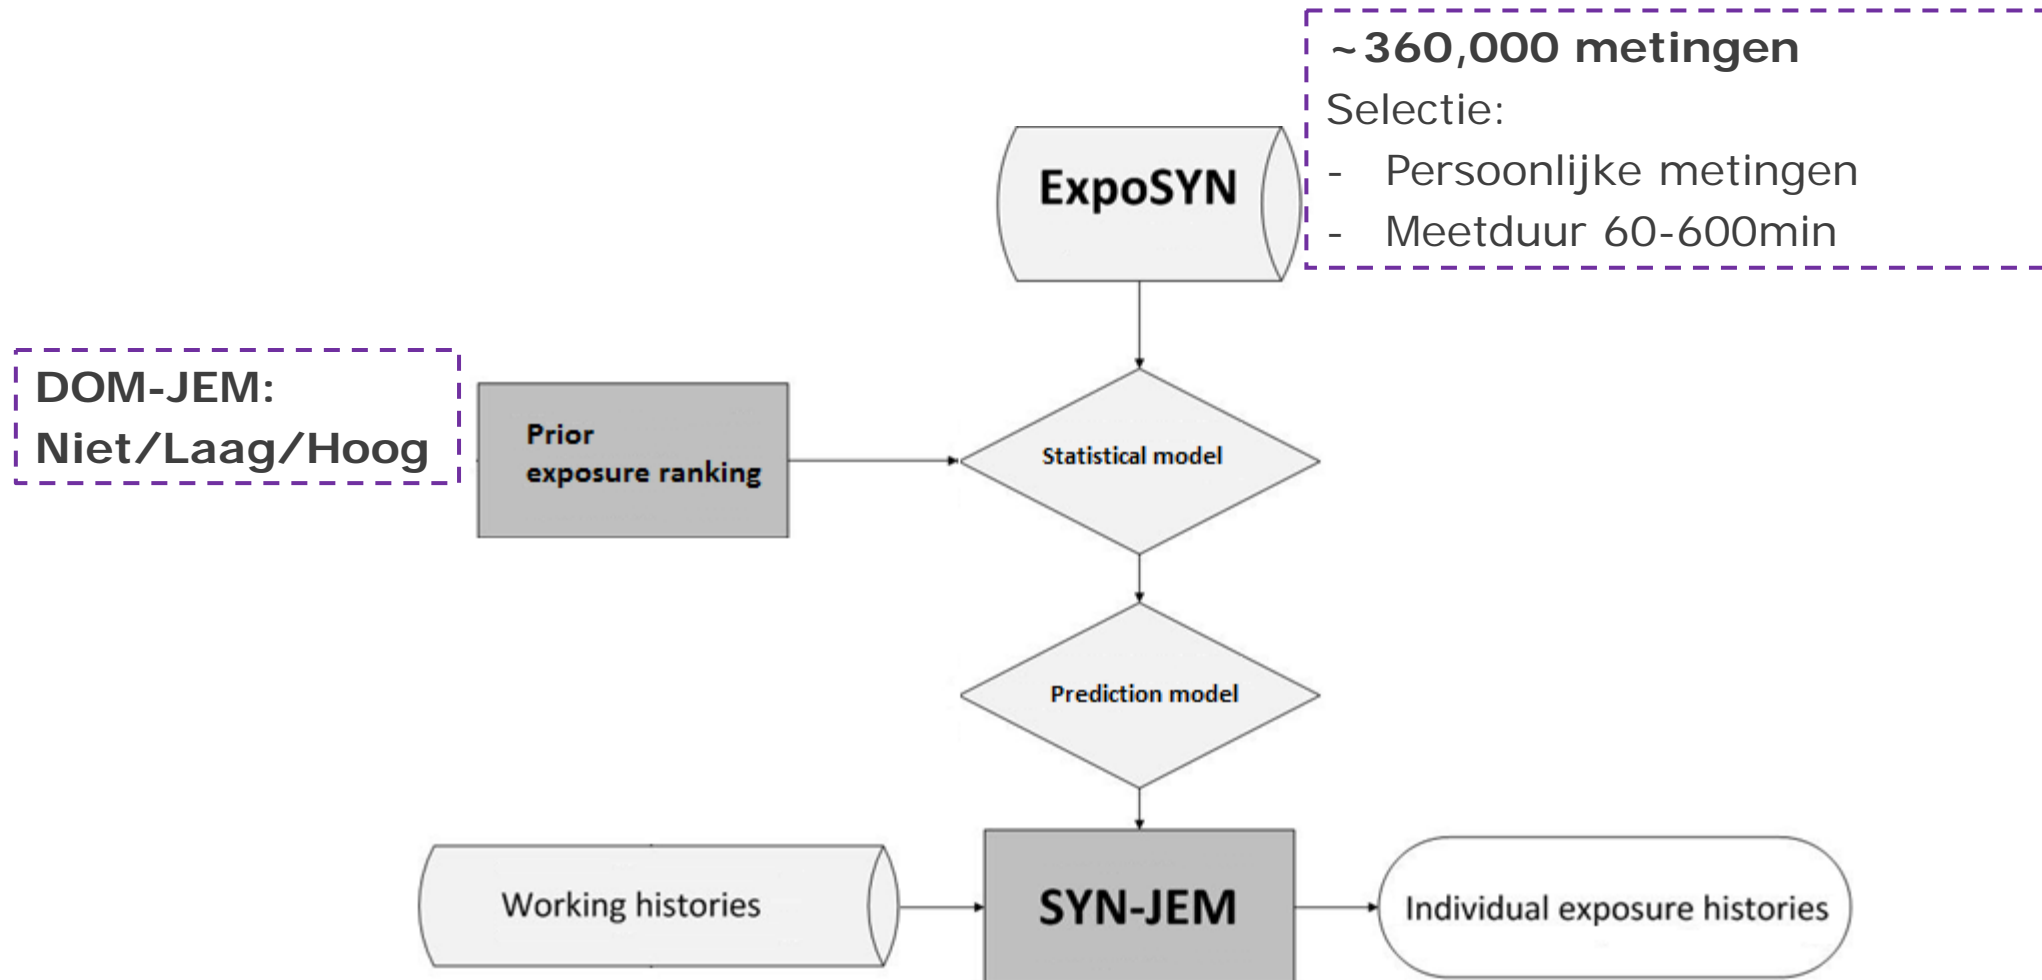 ~360,000 metingen
Selectie:
- Persoonlijke metingen
- Meetduur 60-600min
ExpoSYN
DOM-JEM:
Niet/Laag/Hoog
Prior
exposure ranking
Statistical model
Prediction model
Working histories
SYN-JEM
Individual exposure histories